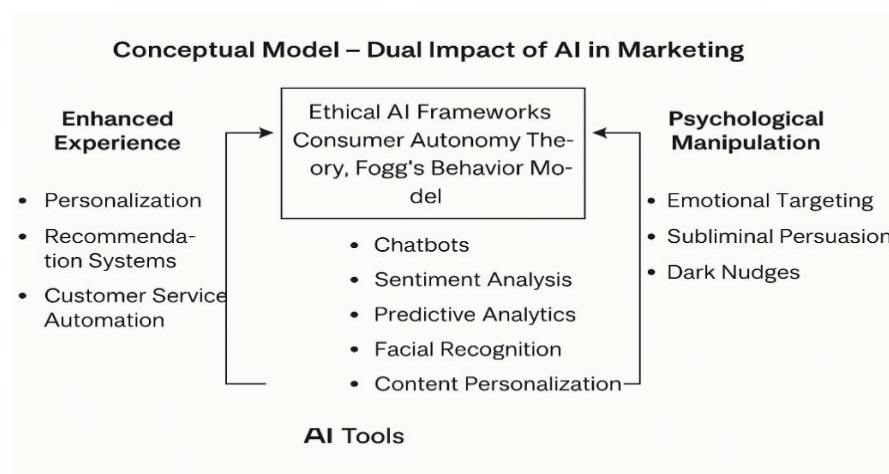 Conceptual Model – Dual Impact of AI in Marketing
Enhanced
Experience
• Personalization
• Recommenda-
tion Systems
• Customer Service
Automation
Ethical AI Frameworks
Consumer Autonomy The-
ory, Fogg's Behavior Mo-
del
• Chatbots
• Sentiment Analysis
• Predictive Analytics
• Facial Recognition
• Content Personalization
AI Tools
Psychological
Manipulation
• Emotional Targeting
• Subliminal Persuasion
• Dark Nudges